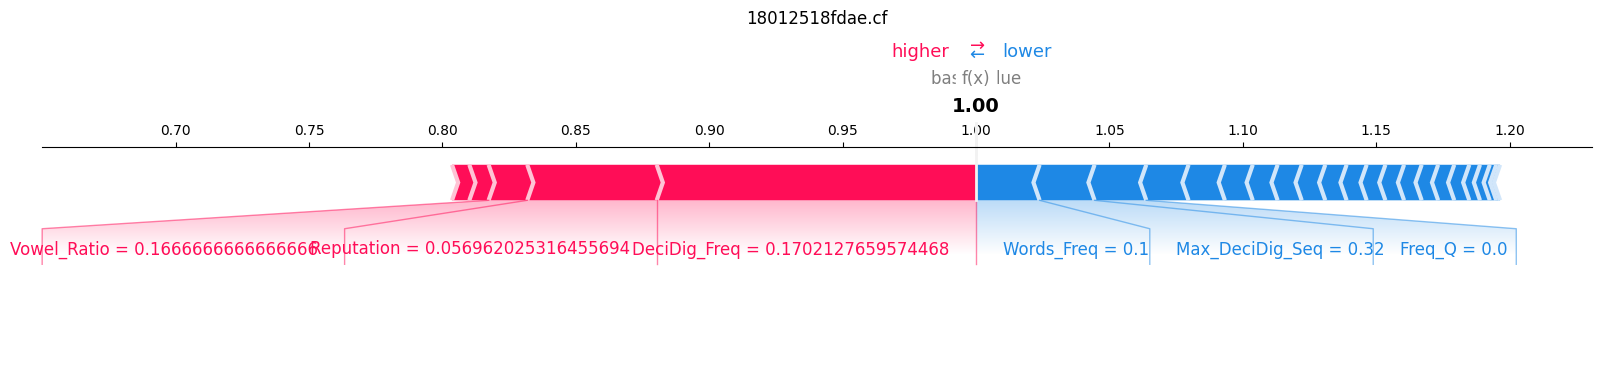 18012518fdae.cf
higher ⇄ lower
bas f(x) lue
1.00
0.70 0.75 0.80 0.85 0.90 0.95 1.00 1.05 1.10 1.15 1.20
Vowel_Ratio = 0.1666666666666666 Reputation = 0.056962025316455694 DeciDig_Freq = 0.1702127659574468 Words_Freq = 0.1 Max_DeciDig_Seq = 0.32 Freq_Q = 0.0